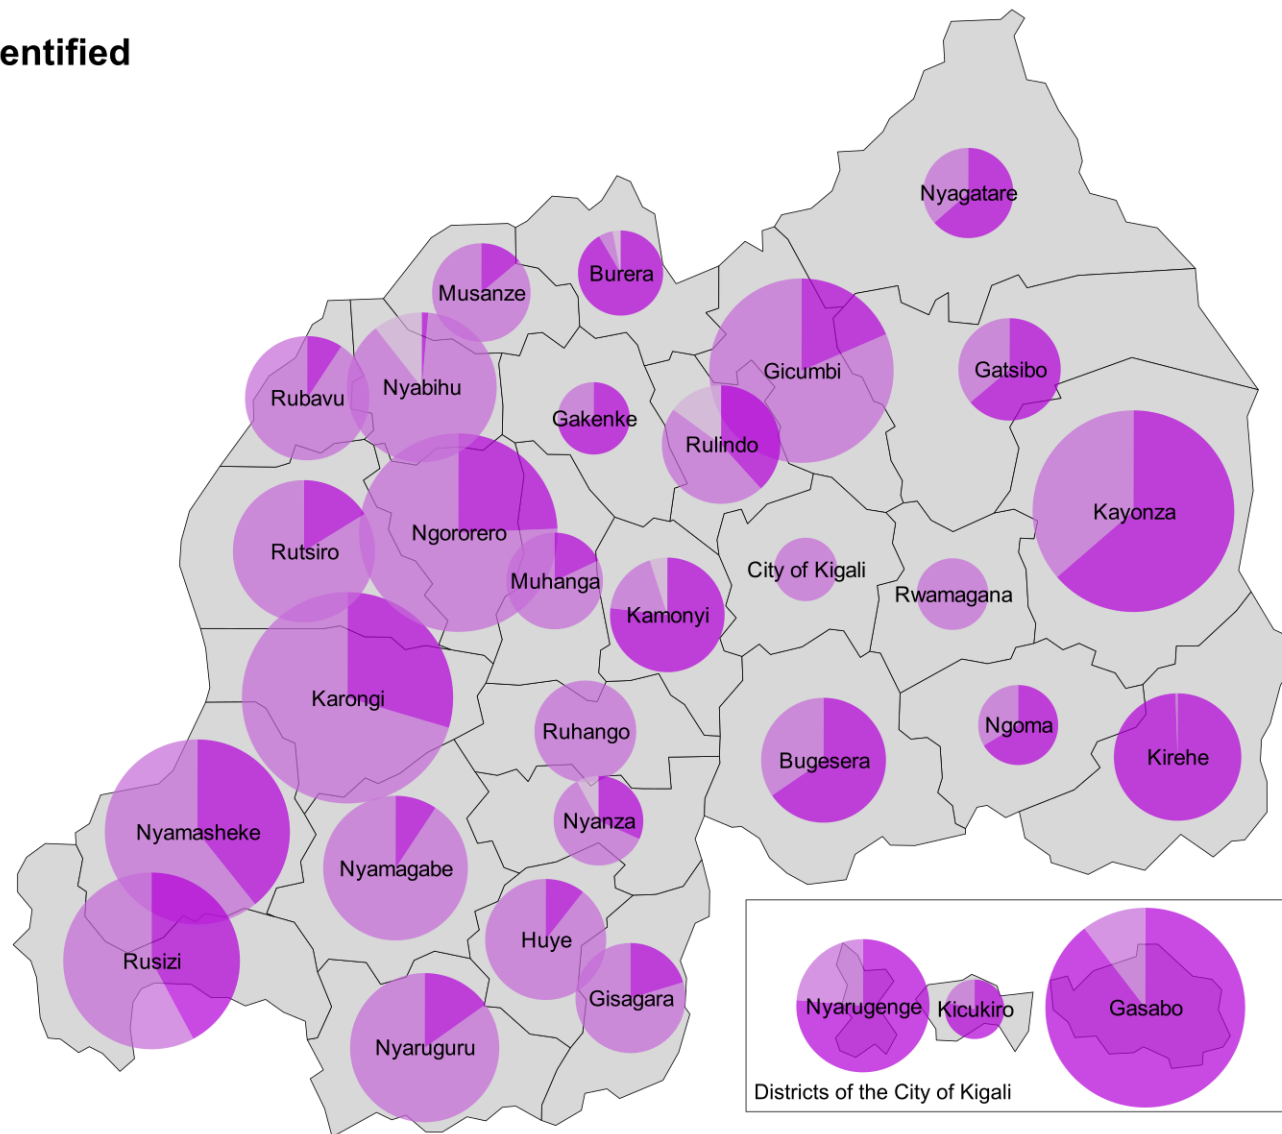 entified
Nyagatare
Burera
Musanze
Gatsibo
Gicumbi
Nyabihu
Rubavu
Gakenke
Rulindo
Kayonza
Ngororero
Rutsiro
City of Kigali
Muhanga
Rwamagana
Kamonyi
Karongi
Ngoma
Ruhango
Kirehe
Bugesera
Nyanza
Nyamasheke
Nyamagabe
Huye
Rusizi
Gisagara
Nyaruguru
Nyarugenge
Kicukiro
Gasabo
Districts of the City of Kigali